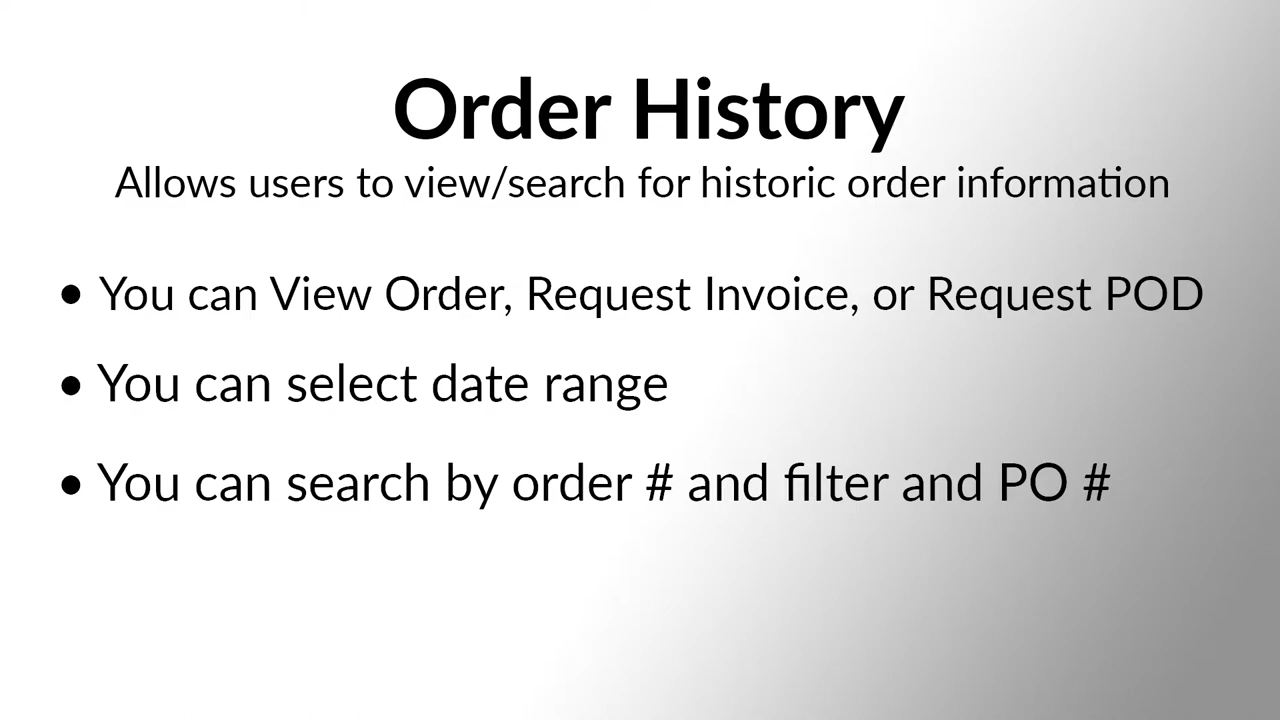 Order History
Allows users to view/search for historic order information
• You can View Order, Request Invoice, or Request POD
• You can select date range
• You can search by order # and filter and PO #